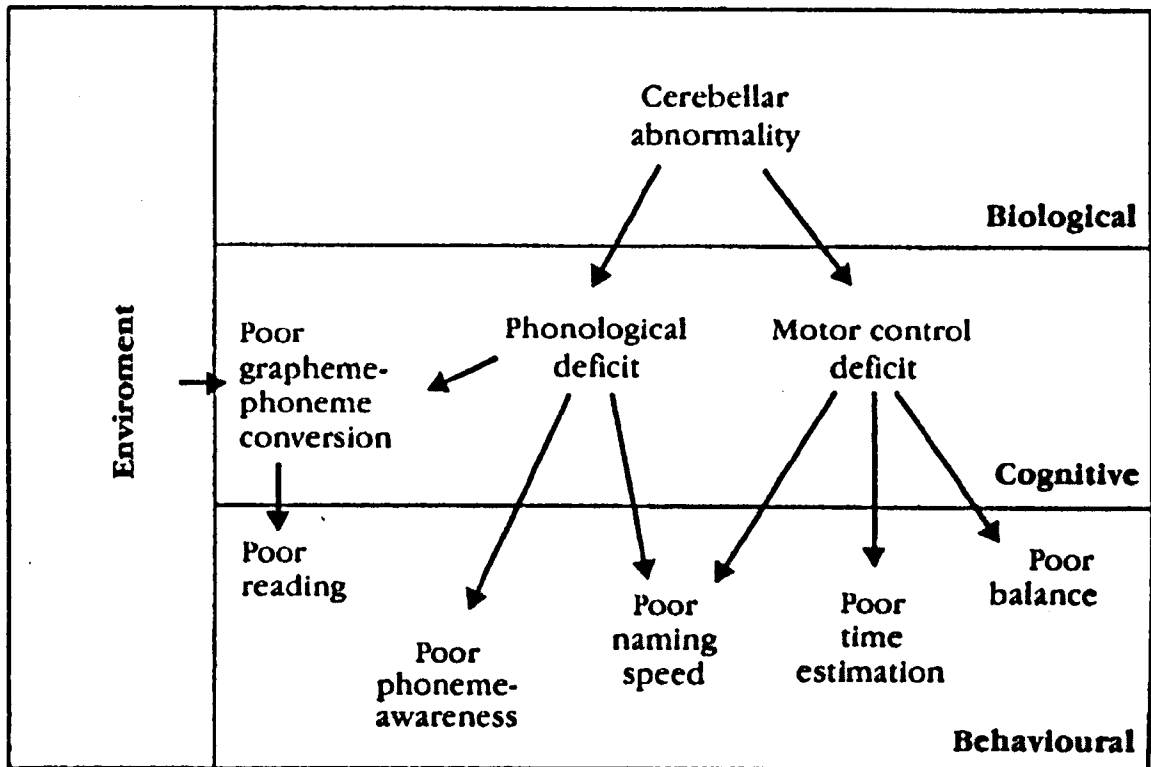 Cerebellar
abnormality
Biological
Enviroment
Poor
grapheme-
phoneme
conversion
Phonological
deficit
Motor control
deficit
Cognitive
Poor
reading
Poor
phoneme-
awareness
Poor
naming
speed
Poor
time
estimation
Poor
balance
Behavioural